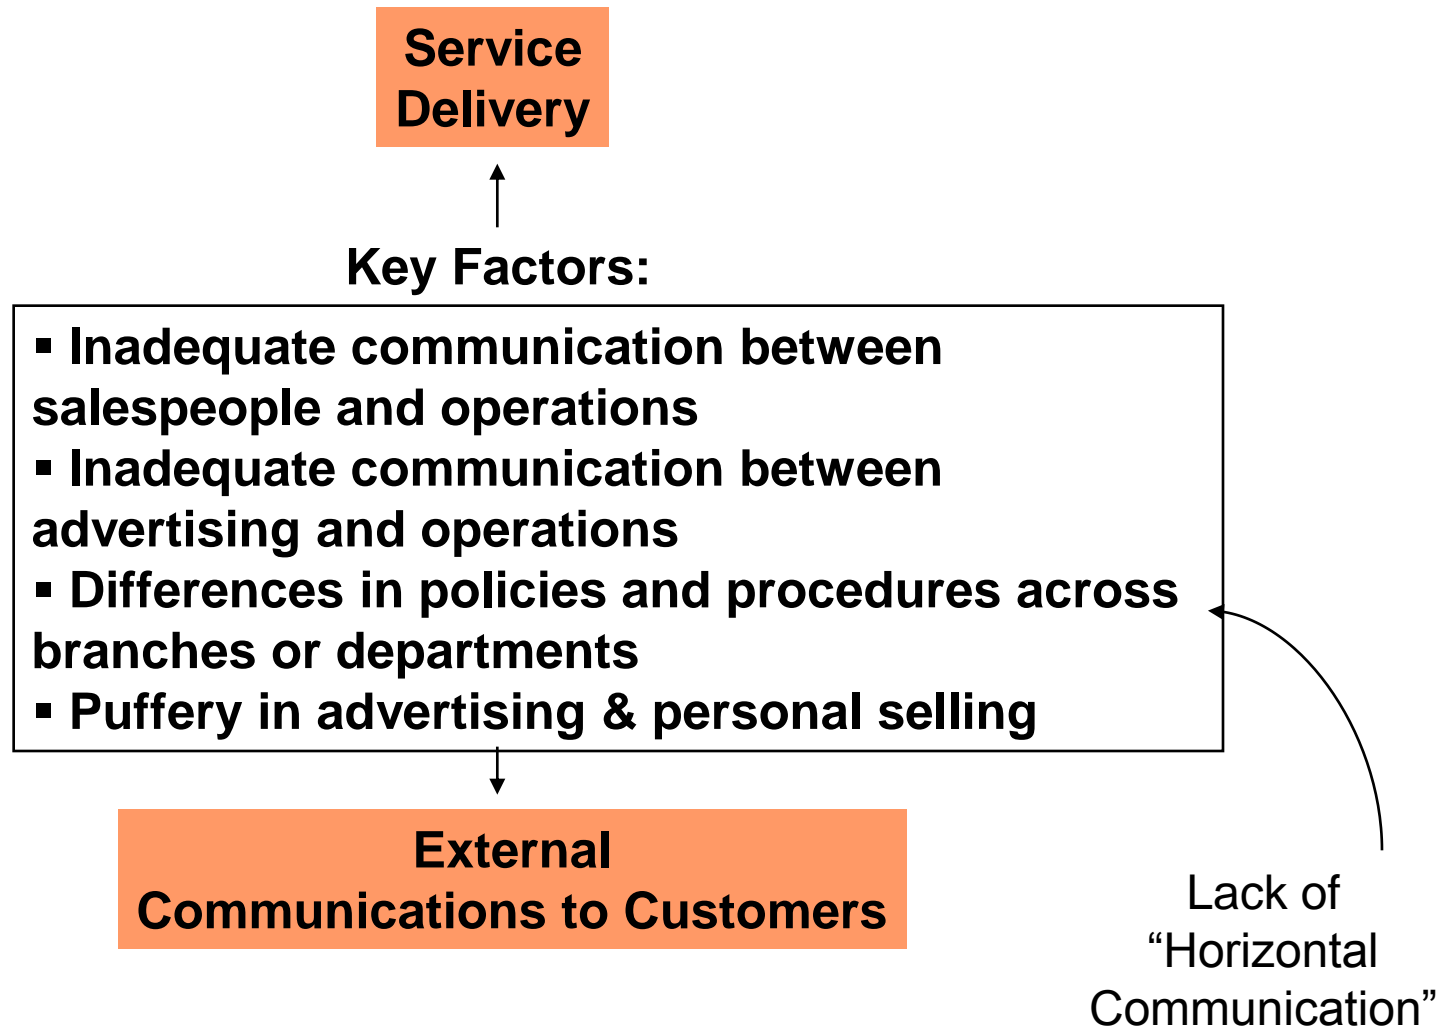 Service
Delivery
Key Factors:
▪ Inadequate communication between
salespeople and operations
▪ Inadequate communication between
advertising and operations
▪ Differences in policies and procedures across
branches or departments
▪ Puffery in advertising & personal selling
External
Communications to Customers
Lack of
“Horizontal
Communication”